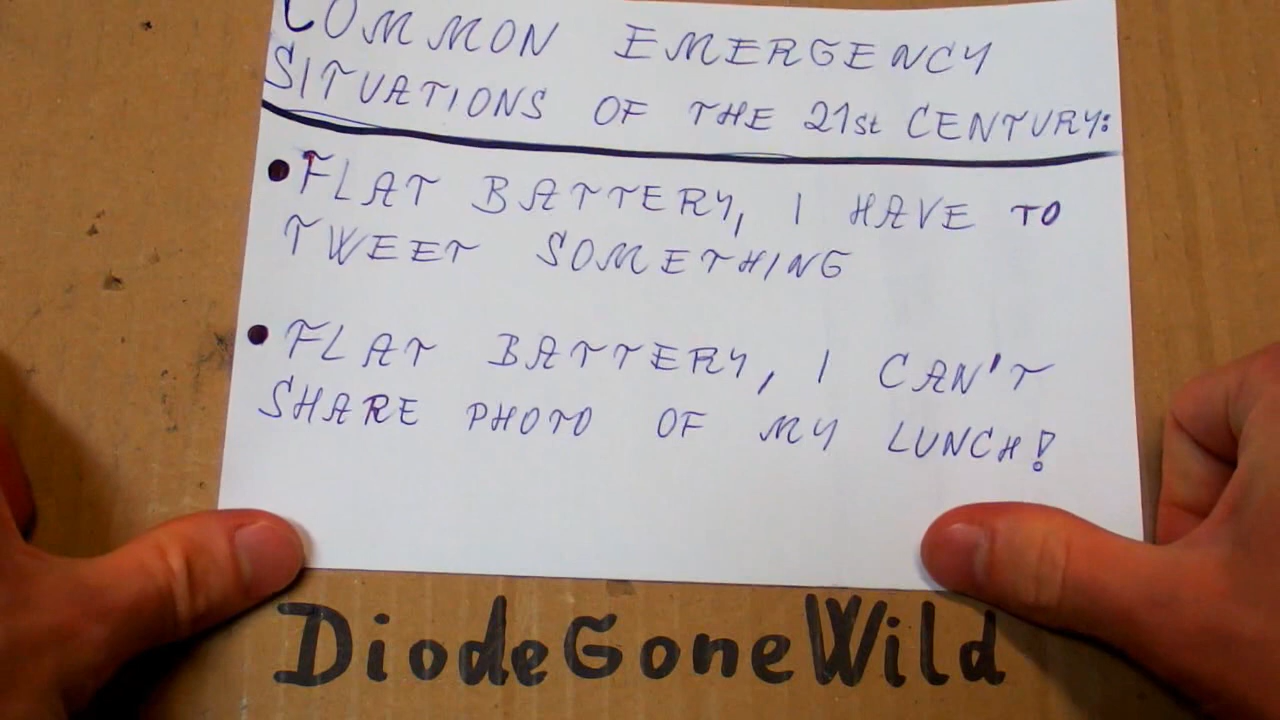 COMMON EMERGENCY
SITUATIONS OF THE 21st CENTURY:
• FLAT BATTERY, I HAVE TO
TWEET SOMETHING
• FLAT BATTERY, I CAN'T
SHARE PHOTO OF MY LUNCH!
DiodeGoneWild